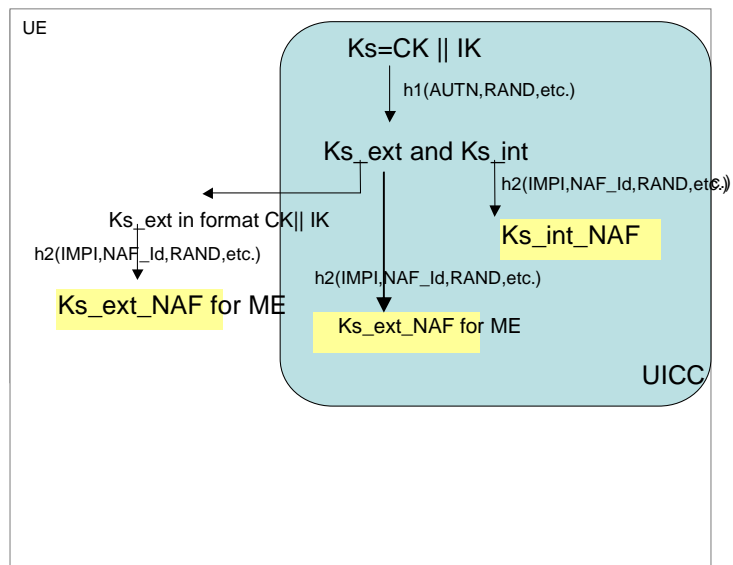 UE
Ks=CK || IK
h1(AUTN,RAND,etc.)
Ks_ext and Ks_int
h2(IMPI,NAF_Id,RAND,etc.)
Ks_ext in format CK|| IK
Ks_int_NAF
h2(IMPI,NAF_Id,RAND,etc.)
h2(IMPI,NAF_Id,RAND,etc.)
Ks_ext_NAF for ME
Ks_ext_NAF for ME
UICC